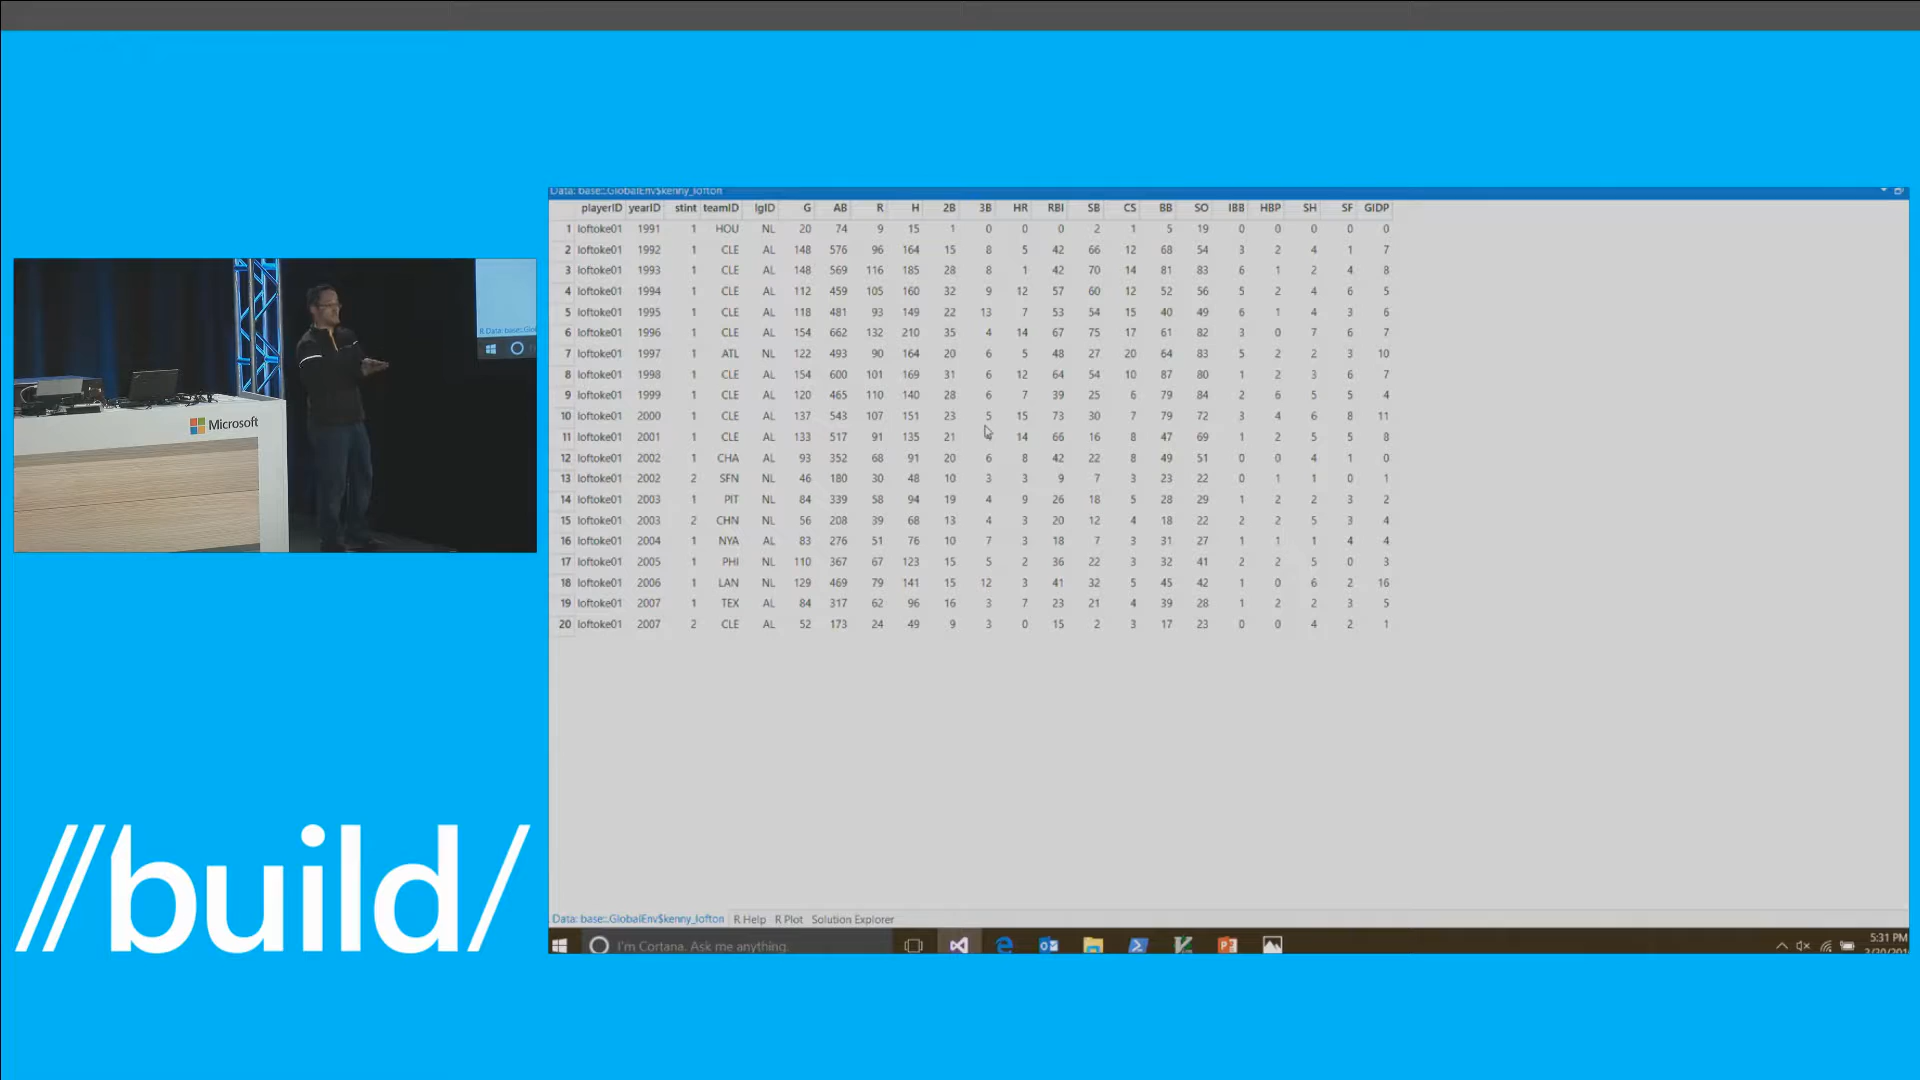 Data: base::.GlobalEnv$kenny_lofton
playerID yearID stint teamID lgID G AB R H 2B 3B HR RBI SB CS BB SO IBB HBP SH SF GIDP
1 loftoke01 1991 1 HOU NL 20 74 9 15 1 0 0 0 2 1 5 19 0 0 0 0 0
2 loftoke01 1992 1 CLE AL 148 576 96 164 15 8 5 42 66 12 68 54 3 2 4 1 7
3 loftoke01 1993 1 CLE AL 148 569 116 185 28 8 1 42 70 14 81 83 6 1 2 4 8
4 loftoke01 1994 1 CLE AL 112 459 105 160 32 9 12 57 60 12 52 56 5 2 4 6 5
5 loftoke01 1995 1 CLE AL 118 481 93 149 22 13 7 53 54 15 40 49 6 1 4 3 6
6 loftoke01 1996 1 CLE AL 154 662 132 210 35 4 14 67 75 17 61 82 3 0 7 6 7
7 loftoke01 1997 1 ATL NL 122 493 90 164 20 6 5 48 27 20 64 83 5 2 2 3 10
8 loftoke01 1998 1 CLE AL 154 600 101 169 31 6 12 64 54 10 87 80 1 2 3 6 7
9 loftoke01 1999 1 CLE AL 120 465 110 140 28 6 7 39 25 6 79 84 2 6 5 5 4
10 loftoke01 2000 1 CLE AL 137 543 107 151 23 5 15 73 30 7 79 72 3 4 6 8 11
11 loftoke01 2001 1 CLE AL 133 517 91 135 21 4 14 66 16 8 47 69 1 2 5 5 8
12 loftoke01 2002 1 CHA AL 93 352 68 91 20 6 8 42 22 8 49 51 0 0 4 1 0
13 loftoke01 2002 2 SFN NL 46 180 30 48 10 3 3 9 7 3 23 22 0 1 1 0 1
14 loftoke01 2003 1 PIT NL 84 339 58 94 19 4 9 26 18 5 28 29 1 2 2 3 2
15 loftoke01 2003 2 CHN NL 56 208 39 68 13 4 3 20 12 4 18 22 2 2 5 3 4
16 loftoke01 2004 1 NYA AL 83 276 51 76 10 7 3 18 7 3 31 27 1 1 1 4 4
17 loftoke01 2005 1 PHI NL 110 367 67 123 15 5 2 36 22 3 32 41 2 2 5 0 3
18 loftoke01 2006 1 LAN NL 129 469 79 141 15 12 3 41 32 5 45 42 1 0 6 2 16
19 loftoke01 2007 1 TEX AL 84 317 62 96 16 3 7 23 21 4 39 28 1 2 2 3 5
20 loftoke01 2007 2 CLE AL 52 173 24 49 9 3 0 15 2 3 17 23 0 0 4 2 1
R Data: base::.Glo
Microsoft
//build/
Data: base::.GlobalEnv$kenny_lofton R Help R Plot Solution Explorer
I'm Cortana. Ask me anything.
5:31 PM